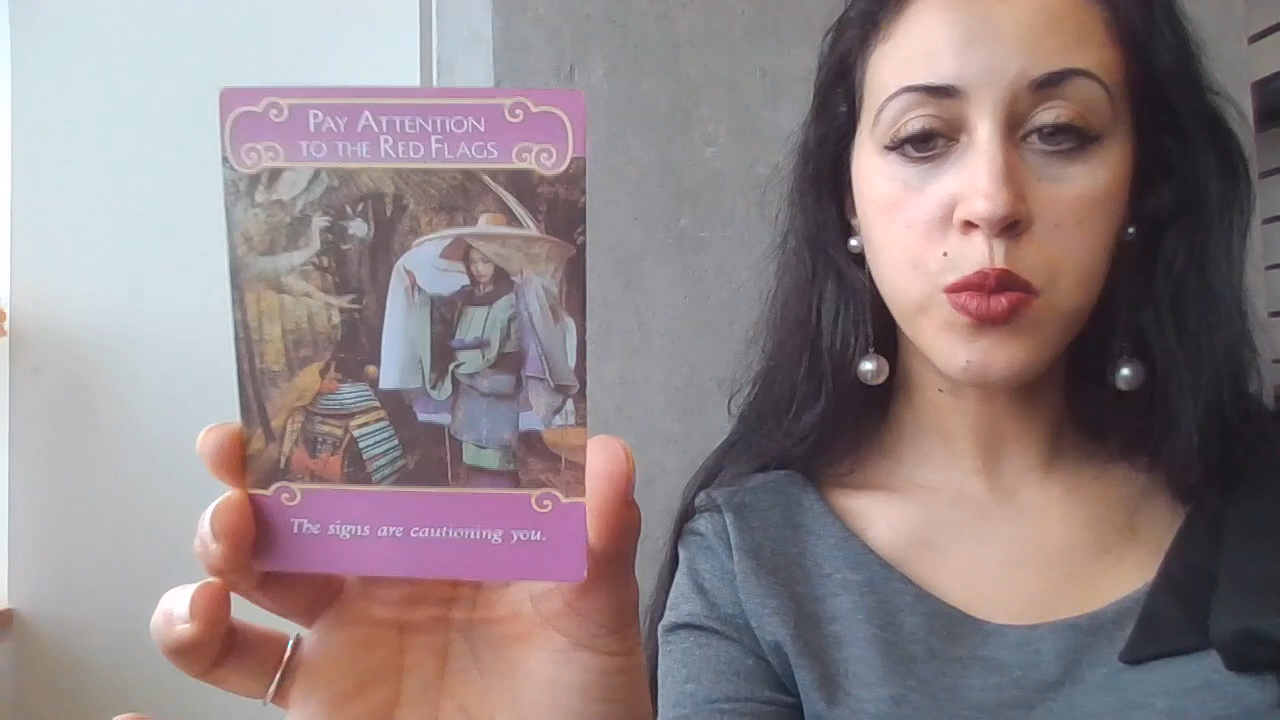 Pay Attention
to the Red Flags
The signs are cautioning you.